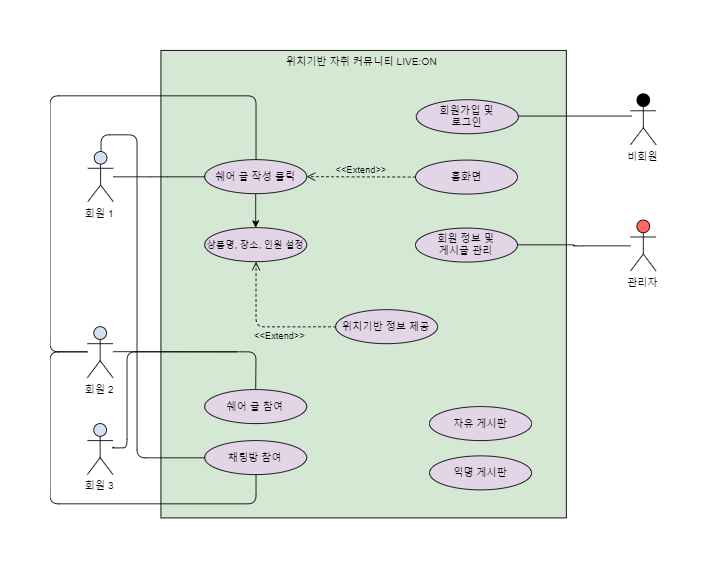 위치기반 자취 커뮤니티 LIVE:ON
회원가입 및
로그인
비회원
<<Extend>>
쉐어 글 작성 클릭
홈화면
회원 1
상품명, 장소, 인원 설정
회원 정보 및
게시글 관리
관리자
위치기반 정보 제공
<<Extend>>
회원 2
쉐어 글 참여
자유 게시판
채팅방 참여
익명 게시판
회원 3